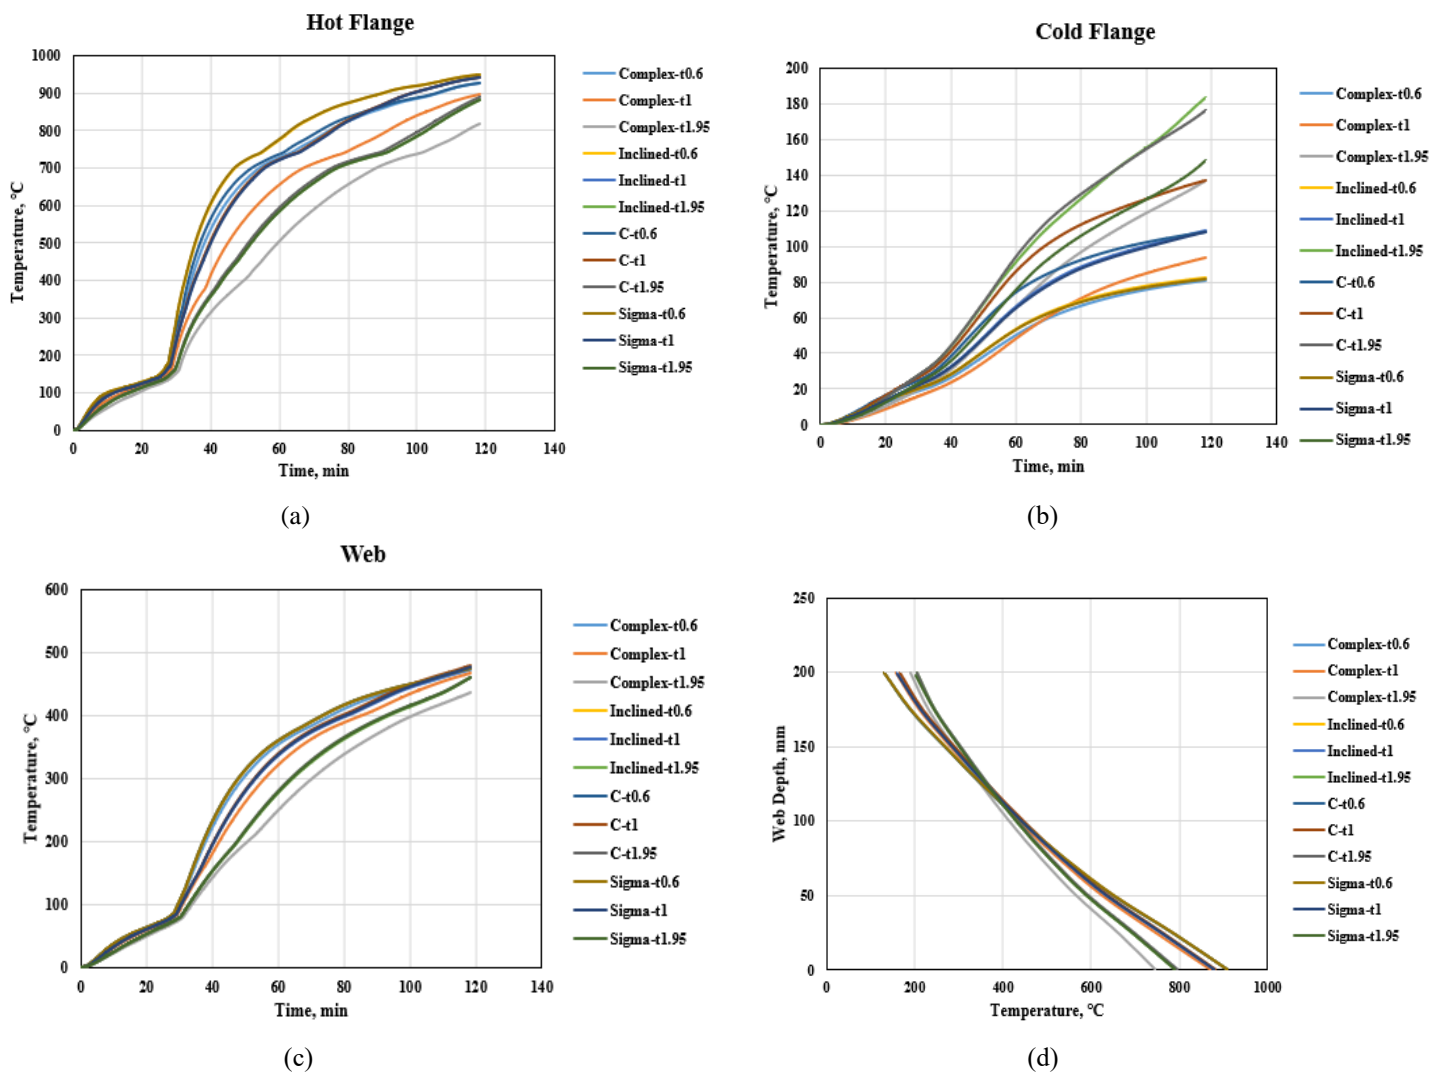 Hot Flange
1000
900
800
700
600
500
400
300
200
100
0
0 20 40 60 80 100 120 140
Temperature, °C
Time, min
Complex-t0.6
Complex-t1
Complex-t1.95
Inclined-t0.6
Inclined-t1
Inclined-t1.95
C-t0.6
C-t1
C-t1.95
Sigma-t0.6
Sigma-t1
Sigma-t1.95
(a)
Cold Flange
200
180
160
140
120
100
80
60
40
20
0
0 20 40 60 80 100 120 140
Temperature, °C
Time, min
Complex-t0.6
Complex-t1
Complex-t1.95
Inclined-t0.6
Inclined-t1
Inclined-t1.95
C-t0.6
C-t1
C-t1.95
Sigma-t0.6
Sigma-t1
Sigma-t1.95
(b)
Web
600
500
400
300
200
100
0
0 20 40 60 80 100 120 140
Temperature, °C
Time, min
Complex-t0.6
Complex-t1
Complex-t1.95
Inclined-t0.6
Inclined-t1
Inclined-t1.95
C-t0.6
C-t1
C-t1.95
Sigma-t0.6
Sigma-t1
Sigma-t1.95
(c)
250
200
150
100
50
0
0 200 400 600 800 1000
Web Depth, mm
Temperature, °C
Complex-t0.6
Complex-t1
Complex-t1.95
Inclined-t0.6
Inclined-t1
Inclined-t1.95
C-t0.6
C-t1
C-t1.95
Sigma-t0.6
Sigma-t1
Sigma-t1.95
(d)